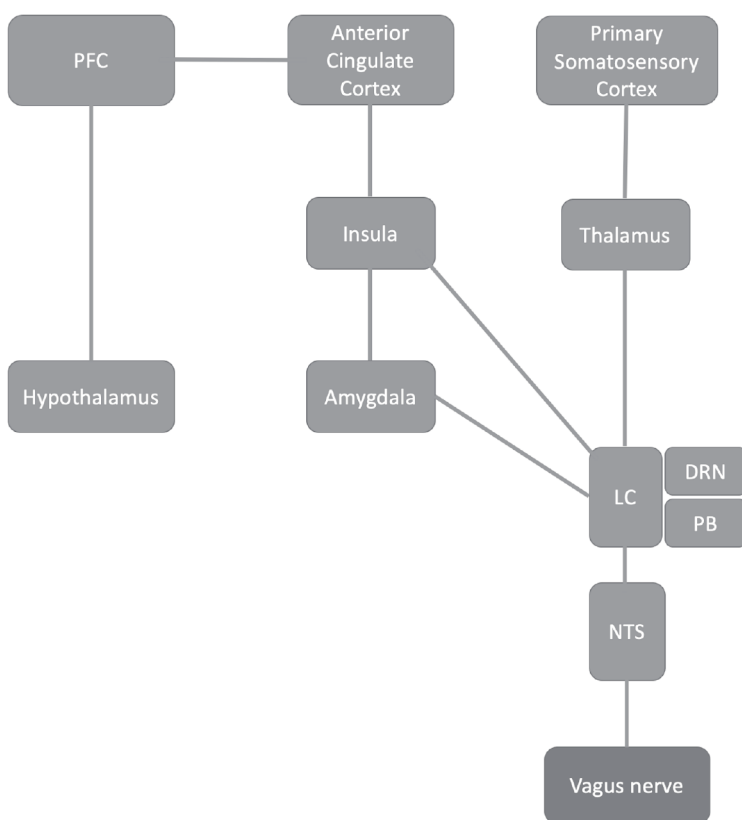 PFC
Anterior
Cingulate
Cortex
Primary
Somatosensory
Cortex
Insula
Thalamus
Hypothalamus
Amygdala
LC
DRN
PB
NTS
Vagus nerve